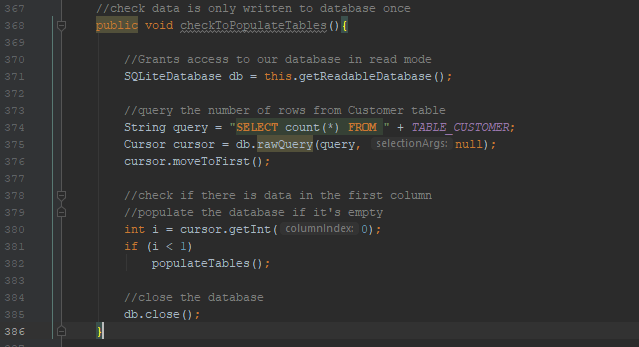 367 //check data is only written to database once
368 public void checkToPopulateTables(){
369
370 //Grants access to our database in read mode
371 SQLiteDatabase db = this.getReadableDatabase();
372
373 //query the number of rows from Customer table
374 String query = "SELECT count(*) FROM " + TABLE_CUSTOMER;
375 Cursor cursor = db.rawQuery(query, selectionArgs: null);
376 cursor.moveToFirst();
377
378 //check if there is data in the first column
379 //populate the database if it's empty
380 int i = cursor.getInt( columnIndex: 0);
381 if (i < 1)
382 populateTables();
383
384 //close the database
385 db.close();
386 }